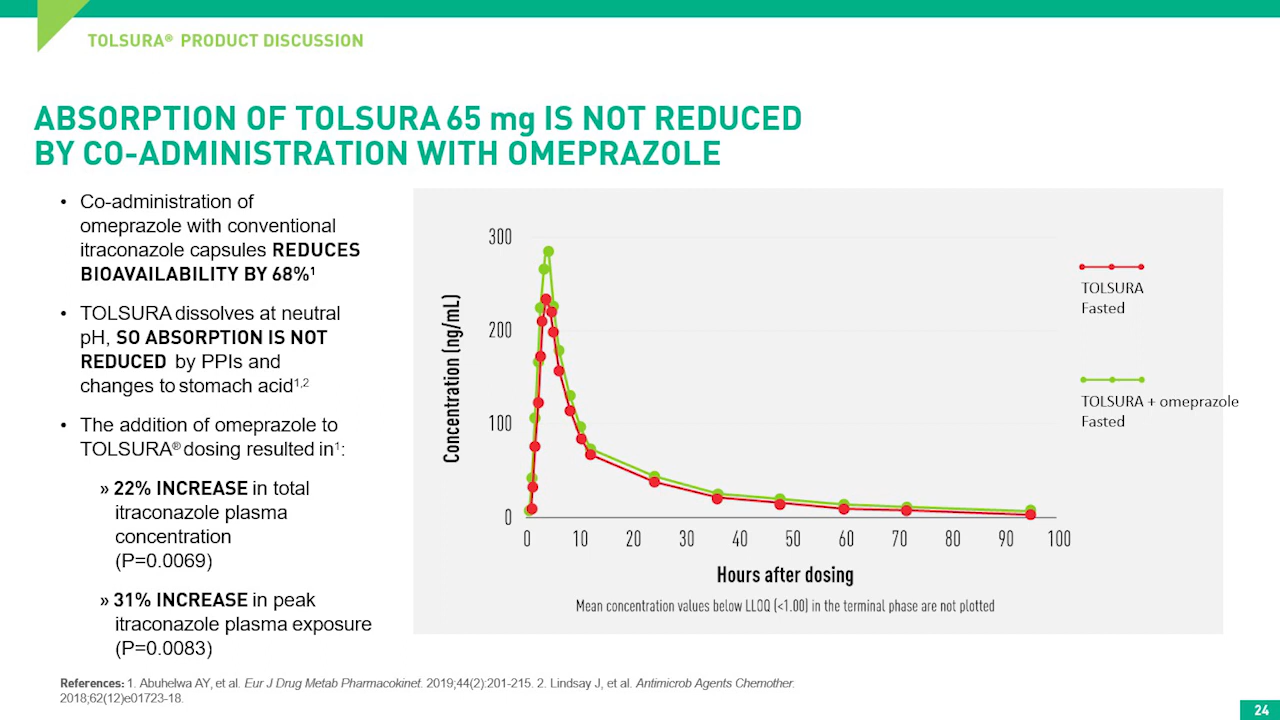 TOLSURA® PRODUCT DISCUSSION
ABSORPTION OF TOLSURA 65 mg IS NOT REDUCED
BY CO-ADMINISTRATION WITH OMEPRAZOLE
• Co-administration of
omeprazole with conventional
itraconazole capsules REDUCES
BIOAVAILABILITY BY 68%¹
• TOLSURA dissolves at neutral
pH, SO ABSORPTION IS NOT
REDUCED by PPIs and
changes to stomach acid¹,²
• The addition of omeprazole to
TOLSURA® dosing resulted in¹:
» 22% INCREASE in total
itraconazole plasma
concentration
(P=0.0069)
» 31% INCREASE in peak
itraconazole plasma exposure
(P=0.0083)
Concentration (ng/mL)
300
200
100
0
0 10 20 30 40 50 60 70 80 90 100
Hours after dosing
Mean concentration values below LLOQ (<1.00) in the terminal phase are not plotted
TOLSURA
Fasted
TOLSURA + omeprazole
Fasted
References: 1. Abuhelwa AY, et al. Eur J Drug Metab Pharmacokinet. 2019;44(2):201-215. 2. Lindsay J, et al. Antimicrob Agents Chemother.
2018;62(12)e01723-18.
24